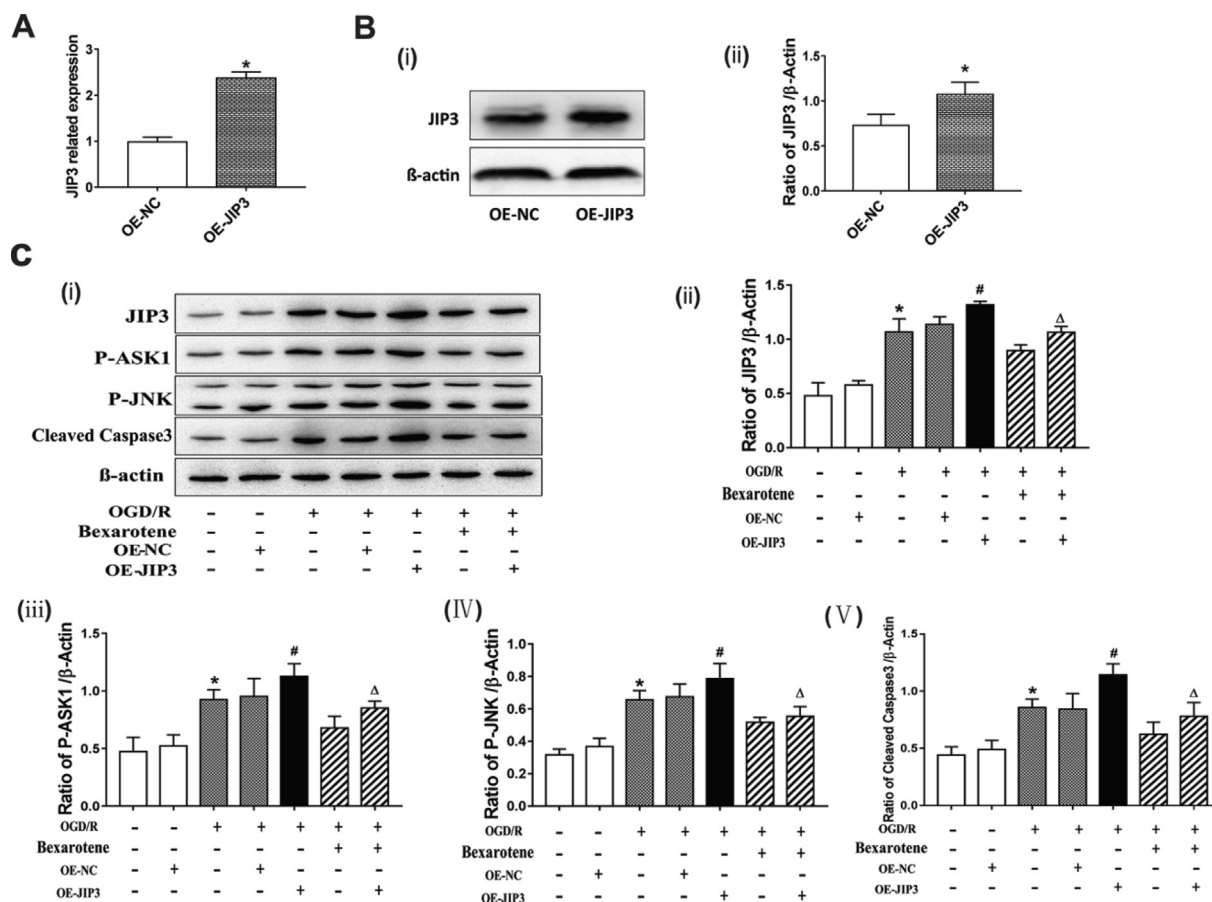 A
JIP3 related expression
3
2
1
0
*
OE-NC
OE-JIP3
B
(i)
JIP3
ß-actin
OE-NC OE-JIP3
(ii)
Ratio of JIP3 /β-Actin
1.5
1.0
0.5
0.0
*
OE-NC
OE-JIP3
C
(i)
JIP3
P-ASK1
P-JNK
Cleaved Caspase3
ß-actin
OGD/R - - + + + + +
Bexarotene - - - - - + +
OE-NC - + - + - - -
OE-JIP3 - - - - + - +
(ii)
Ratio of JIP3 /β-Actin
1.5
1.0
0.5
0.0
* # Δ
OGD/R - - + + + + +
Bexarotene - - - - - + +
OE-NC - + - + - - -
OE-JIP3 - - - - + - +
(iii)
Ratio of P-ASK1/β-Actin
1.5
1.0
0.5
0.0
* # Δ
OGD/R - - + + + + +
Bexarotene - - - - - + +
OE-NC - + - + - - -
OE-JIP3 - - - - + - +
(IV)
Ratio of P-JNK /β-Actin
1.0
0.8
0.6
0.4
0.2
0.0
* # Δ
OGD/R - - + + + + +
Bexarotene - - - - - + +
OE-NC - + - + - - -
OE-JIP3 - - - - + - +
(V)
Ratio of Cleaved Caspase3/β-Actin
1.5
1.0
0.5
0.0
* # Δ
OGD/R - - + + + + +
Bexarotene - - - - - + +
OE-NC - + - + - - -
OE-JIP3 - - - - + - +